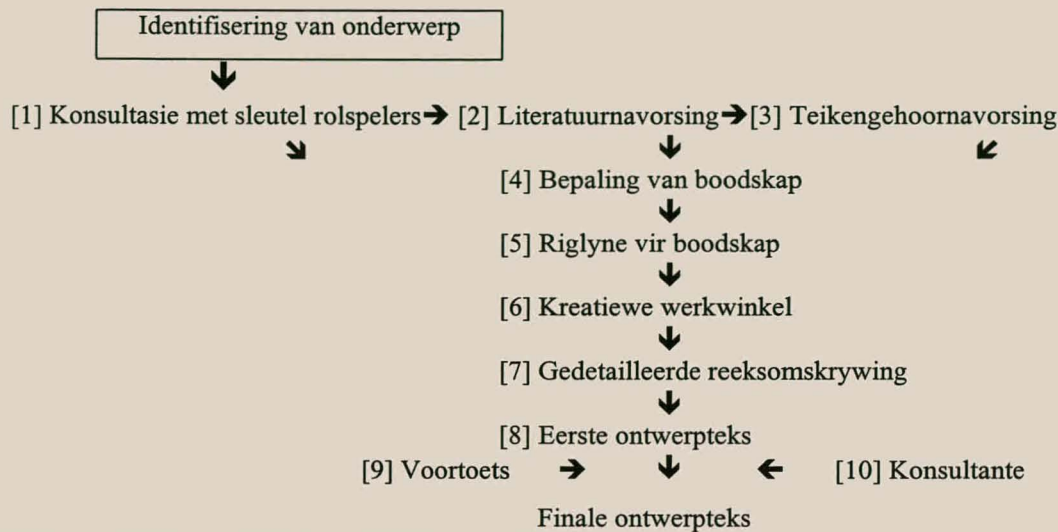 Identifisering van onderwerp
[1] Konsultasie met sleutel rolspelers→ [2] Literatuurnavorsing→[3] Teikengehoornavorsing
[4] Bepaling van boodskap
[5] Riglyne vir boodskap
[6] Kreatiewe werkwinkel
[7] Gedetailleerde reeksomskrywing
[8] Eerste ontwerpteks
[9] Voortoets → ↓ ← [10] Konsultante
Finale ontwerpteks